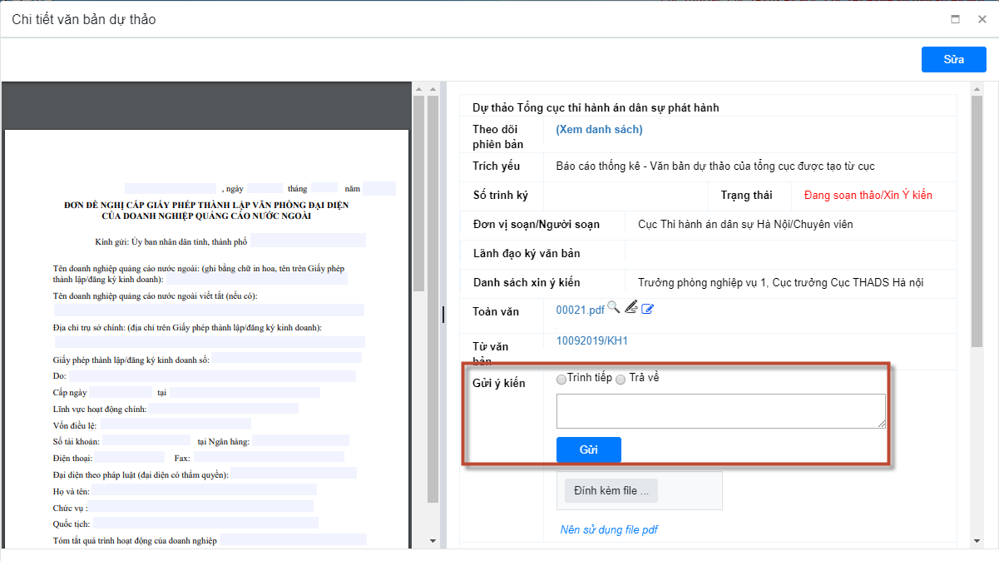 Chi tiết văn bản dự thảo
Sửa
, ngày tháng năm
ĐƠN ĐỀ NGHỊ CẤP GIẤY PHÉP THÀNH LẬP VĂN PHÒNG ĐẠI DIỆN
CỦA DOANH NGHIỆP QUẢNG CÁO NƯỚC NGOÀI
Kính gửi: Ủy ban nhân dân tỉnh, thành phố
Tên doanh nghiệp quảng cáo nước ngoài: (ghi bằng chữ in hoa, tên trên Giấy phép
thành lập/đăng ký kinh doanh):
Tên doanh nghiệp quảng cáo nước ngoài viết tắt (nếu có):
Địa chỉ trụ sở chính: (địa chỉ trên Giấy phép thành lập/đăng ký kinh doanh):
Giấy phép thành lập/đăng ký kinh doanh số:
Do:
Cấp ngày tại
Lĩnh vực hoạt động chính:
Vốn điều lệ:
Số tài khoản: tại Ngân hàng:
Điện thoại: Fax:
Đại diện theo pháp luật (đại diện có thẩm quyền):
Họ và tên:
Chức vụ :
Quốc tịch:
Tóm tắt quá trình hoạt động của doanh nghiệp
Dự thảo Tổng cục thi hành án dân sự phát hành
Theo dõi
phiên bản
(Xem danh sách)
Trích yếu
Báo cáo thống kê - Văn bản dự thảo của tổng cục được tạo từ cục
Số trình ký
Trạng thái
Đang soạn thảo/Xin Ý kiến
Đơn vị soạn/Người soạn
Cục Thi hành án dân sự Hà Nội/Chuyên viên
Lãnh đạo ký văn bản
Danh sách xin ý kiến
Trưởng phòng nghiệp vụ 1, Cục trưởng Cục THADS Hà nội
Toàn văn
00021.pdf
Từ văn
bản
10092019/KH1
Gửi ý kiến
Trình tiếp Trả về
Gửi
Đính kèm file ...
Nên sử dụng file pdf